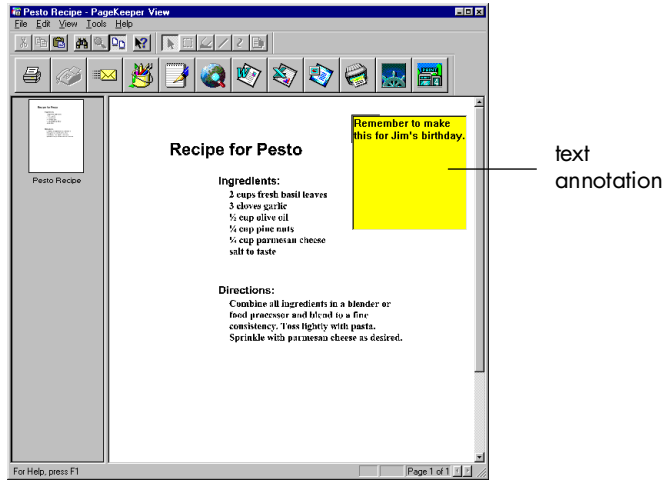 Pesto Recipe - PageKeeper View
File Edit View Tools Help
Pesto Recipe
Recipe for Pesto
Ingredients:
2 cups fresh basil leaves
3 cloves garlic
½ cup olive oil
¼ cup pine nuts
¾ cup parmesan cheese
salt to taste
Directions:
Combine all ingredients in a blender or
food processor and blend to a fine
consistency. Toss lightly with pasta.
Sprinkle with parmesan cheese as desired.
Remember to make
this for Jim's birthday.
text
annotation
For Help, press F1
Page 1 of 1